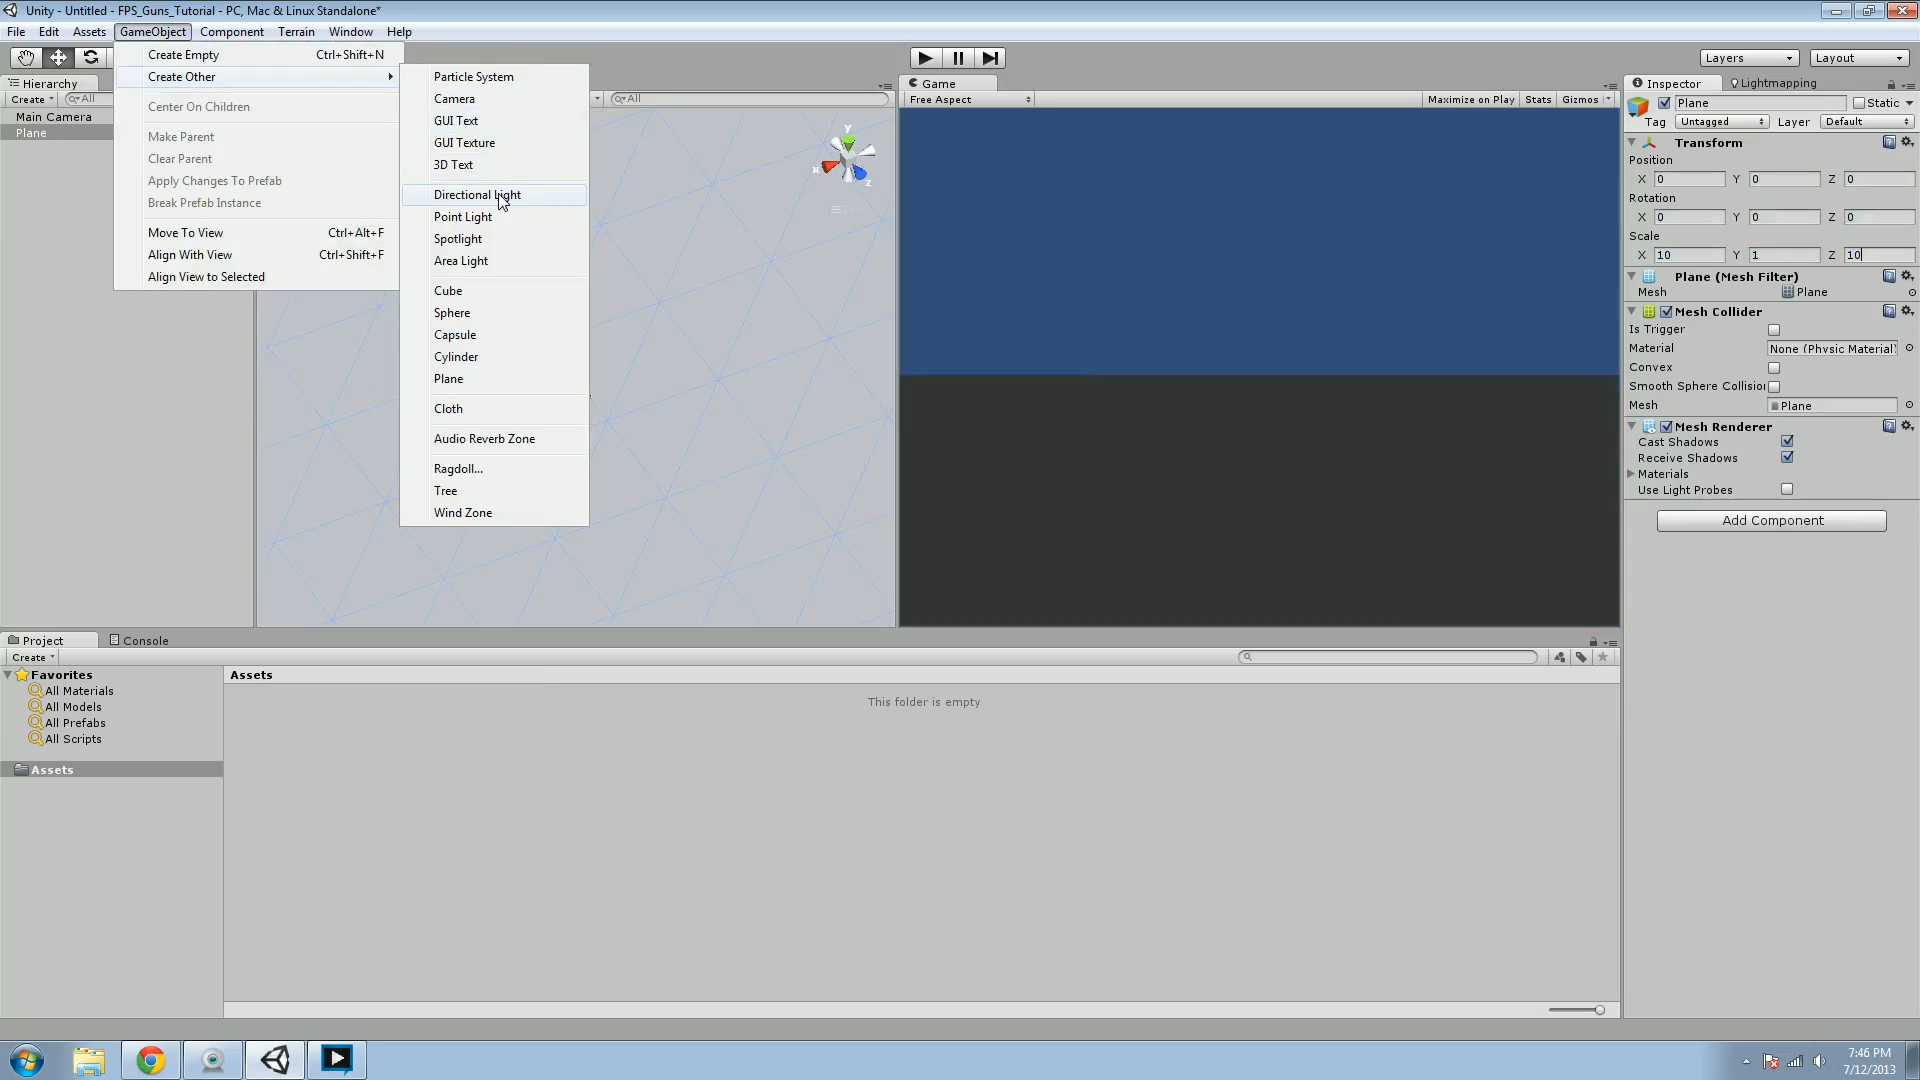 Unity - Untitled - FPS_Guns_Tutorial - PC, Mac & Linux Standalone*
File Edit Assets GameObject Component Terrain Window Help
Layers Layout
Create Empty Ctrl+Shift+N
Create Other
Center On Children
Make Parent
Clear Parent
Apply Changes To Prefab
Break Prefab Instance
Move To View Ctrl+Alt+F
Align With View Ctrl+Shift+F
Align View to Selected
Particle System
Camera
GUI Text
GUI Texture
3D Text
Directional Light
Point Light
Spotlight
Area Light
Cube
Sphere
Capsule
Cylinder
Plane
Cloth
Audio Reverb Zone
Ragdoll...
Tree
Wind Zone
Hierarchy
Create All
Main Camera
Plane
All
y
x
z
Game
Free Aspect Maximize on Play Stats Gizmos
Inspector Lightmapping
Plane Static
Tag Untagged Layer Default
Transform
Position
X 0 Y 0 Z 0
Rotation
X 0 Y 0 Z 0
Scale
X 10 Y 1 Z 10
Plane (Mesh Filter)
Mesh Plane
Mesh Collider
Is Trigger
Material None (Physic Material)
Convex
Smooth Sphere Collision
Mesh Plane
Mesh Renderer
Cast Shadows
Receive Shadows
Materials
Use Light Probes
Add Component
Project Console
Create
Favorites
All Materials
All Models
All Prefabs
All Scripts
Assets
Assets
This folder is empty
7:46 PM
7/12/2013